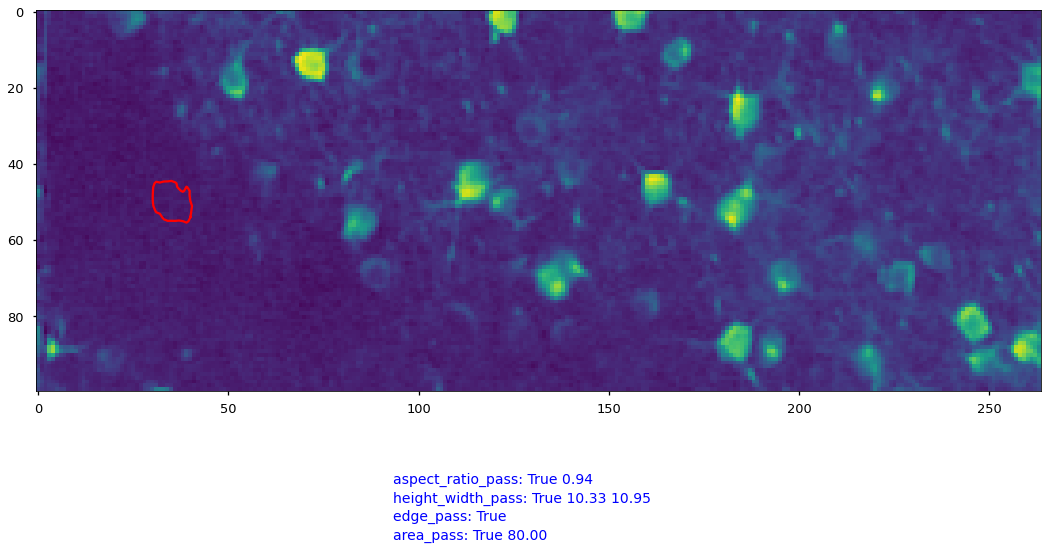 0
20
40
60
80
0 50 100 150 200 250
aspect_ratio_pass: True 0.94
height_width_pass: True 10.33 10.95
edge_pass: True
area_pass: True 80.00